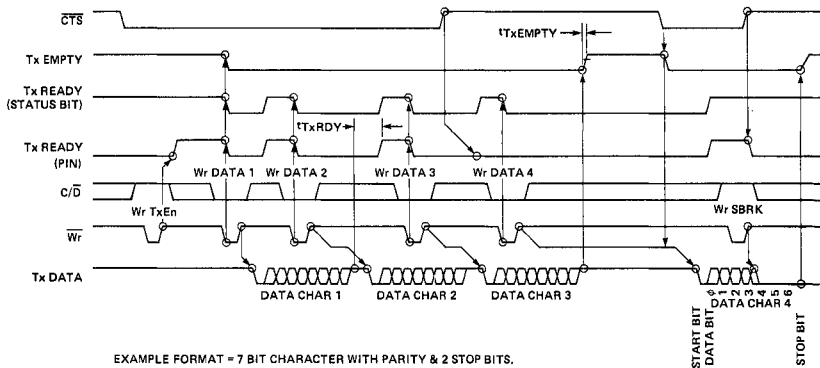 CTS
tTxEMPTY
Tx EMPTY
Tx READY
(STATUS BIT)
tTxRDY
Tx READY
(PIN)
Wr DATA 1 Wr DATA 2 Wr DATA 3 Wr DATA 4
C/D
Wr TxEn Wr SBRK
Wr
Tx DATA
DATA CHAR 1 DATA CHAR 2 DATA CHAR 3
START BIT
DATA BIT
ϕ 1 2 3 4 5 6
DATA CHAR 4
STOP BIT
EXAMPLE FORMAT = 7 BIT CHARACTER WITH PARITY & 2 STOP BITS.